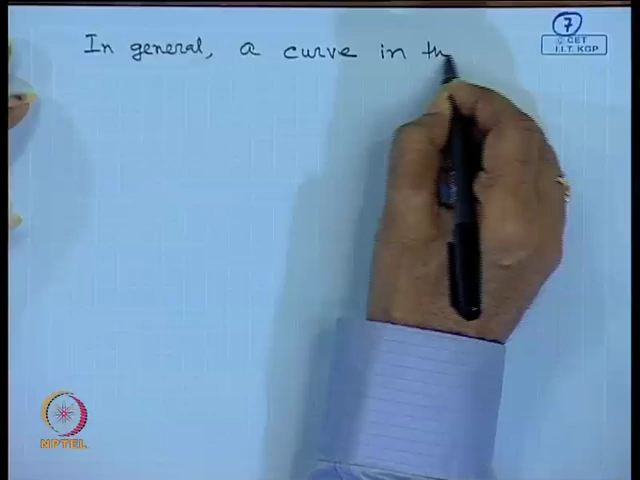 7
© CET
I.I.T. KGP
In general, a curve in th
NPTEL